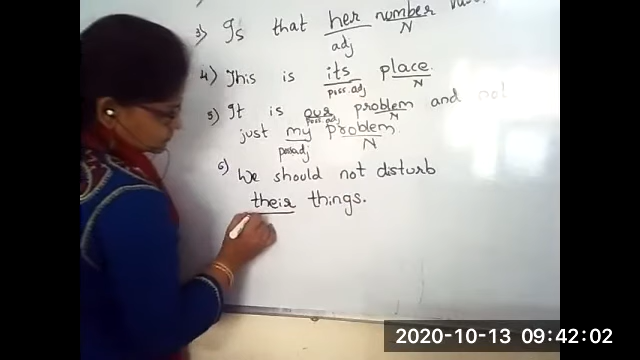 3) Is that her number
adj N
4) This is its place.
poss. adj N
5) It is our problem and not
poss. adj N
just my problem.
poss adj N
6) We should not disturb
their things.
2020-10-13 09:42:02